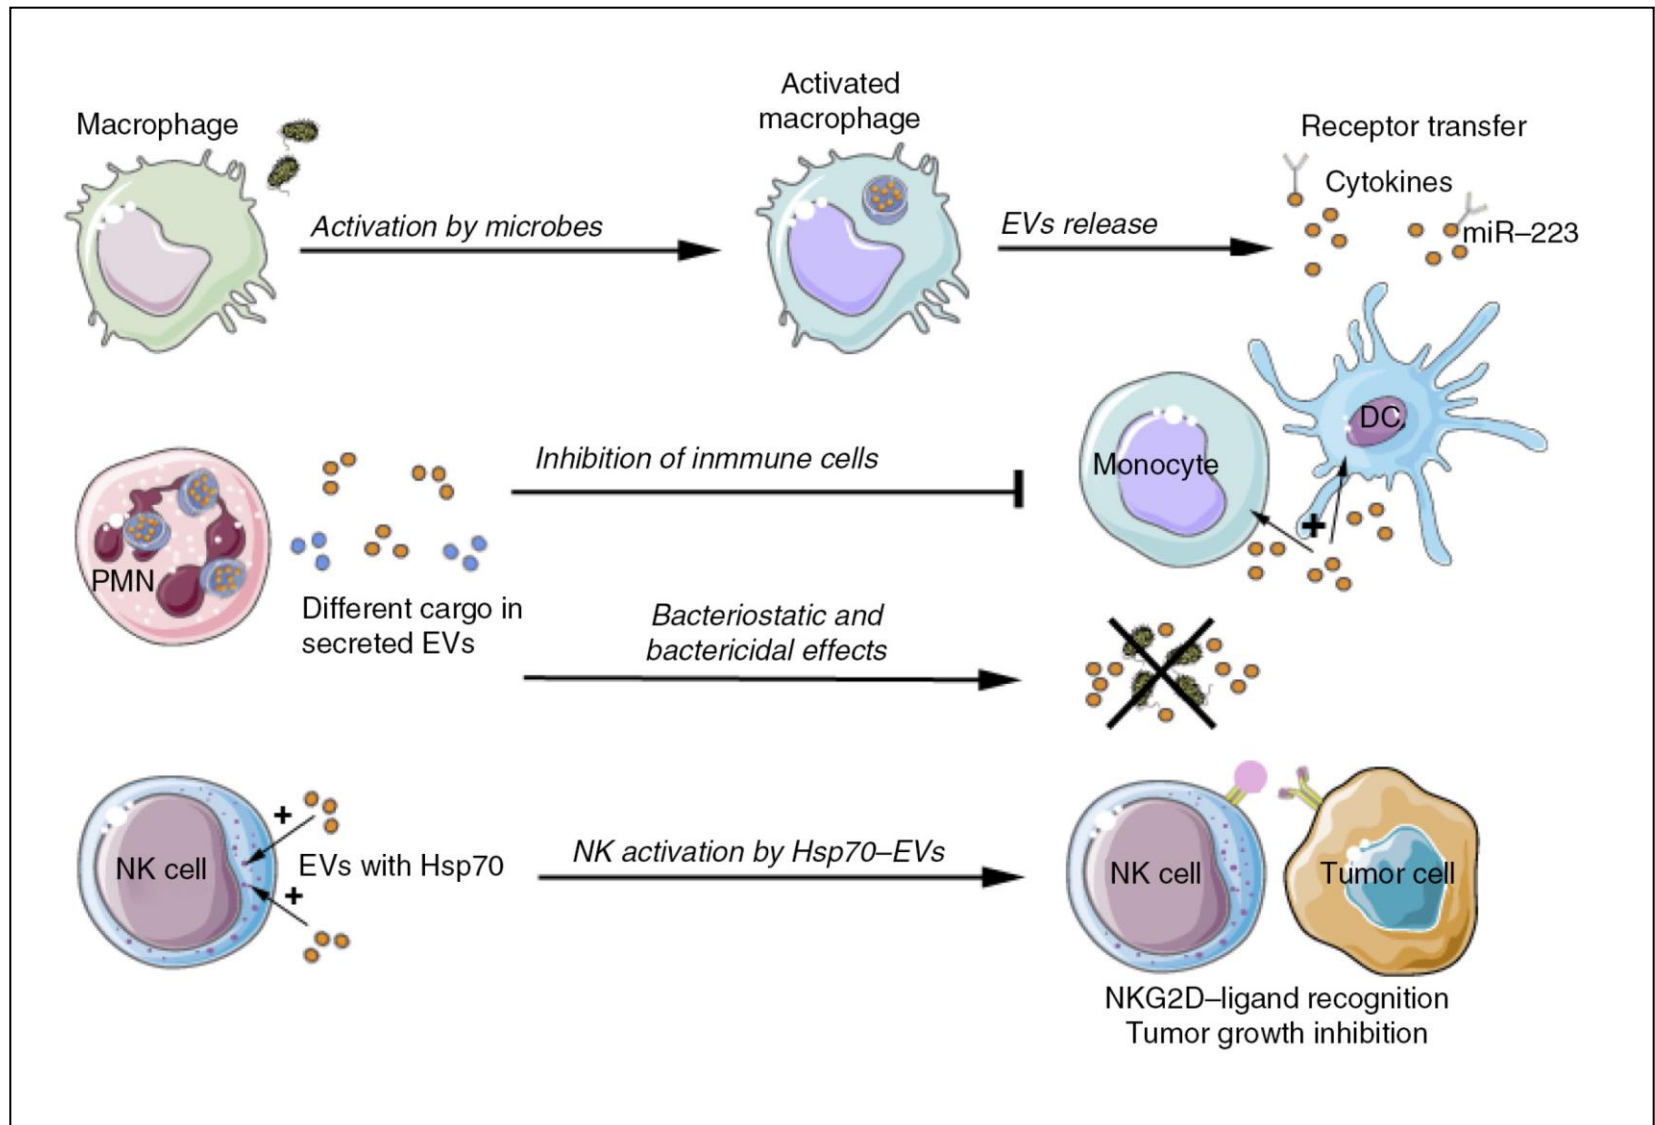 Macrophage
Activation by microbes
Activated
macrophage
EVs release
Receptor transfer
Cytokines
miR–223
PMN
Different cargo in
secreted EVs
Inhibition of inmmune cells
Monocyte
DC
+
Bacteriostatic and
bactericidal effects
NK cell
+
+
EVs with Hsp70
NK activation by Hsp70–EVs
NK cell
Tumor cell
NKG2D–ligand recognition
Tumor growth inhibition